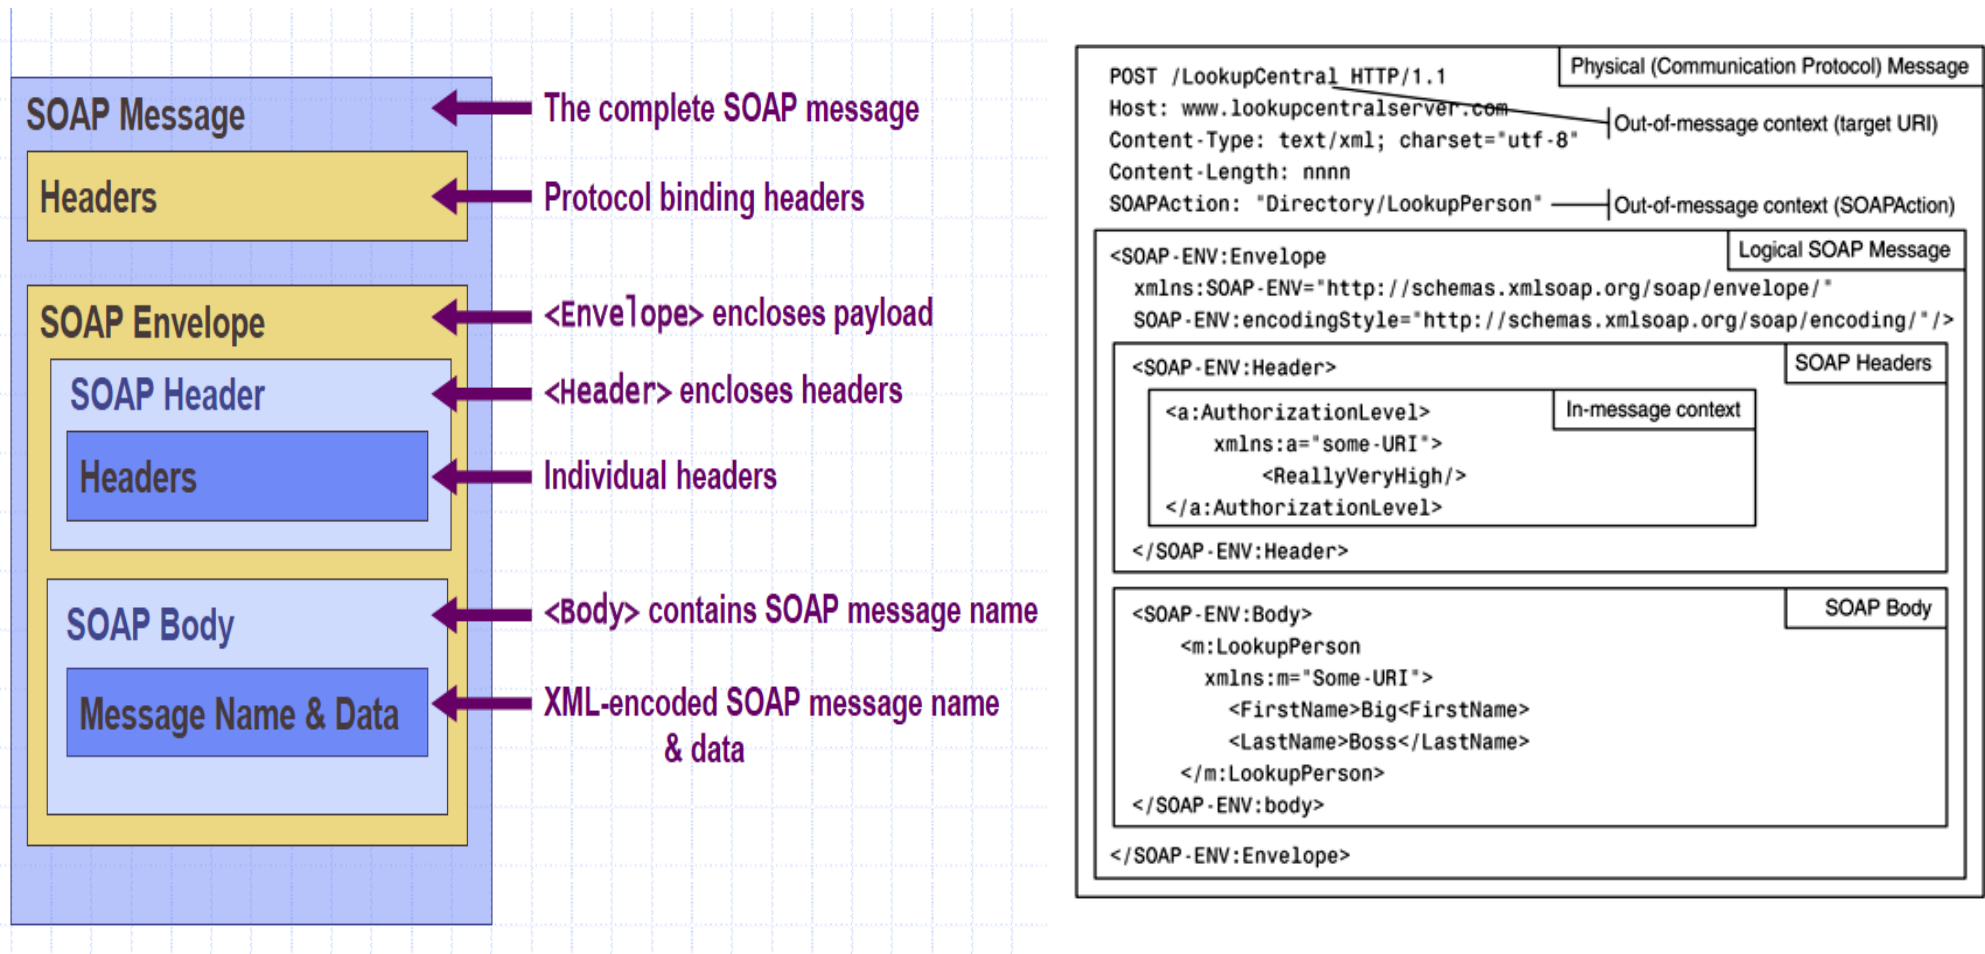 SOAP Message
The complete SOAP message
Headers
Protocol binding headers
SOAP Envelope
<Envelope> encloses payload
SOAP Header
<Header> encloses headers
Headers
Individual headers
SOAP Body
<Body> contains SOAP message name
Message Name & Data
XML-encoded SOAP message name
& data
Physical (Communication Protocol) Message
POST /LookupCentral HTTP/1.1
Host: www.lookupcentralserver.com
Out-of-message context (target URI)
Content-Type: text/xml; charset="utf-8"
Content-Length: nnnn
SOAPAction: "Directory/LookupPerson"
Out-of-message context (SOAPAction)
Logical SOAP Message
<SOAP-ENV:Envelope
xmlns:SOAP-ENV="http://schemas.xmlsoap.org/soap/envelope/"
SOAP-ENV:encodingStyle="http://schemas.xmlsoap.org/soap/encoding/"/>
SOAP Headers
<SOAP-ENV:Header>
In-message context
<a:AuthorizationLevel>
xmlns:a="some-URI">
<ReallyVeryHigh/>
</a:AuthorizationLevel>
</SOAP-ENV:Header>
SOAP Body
<SOAP-ENV:Body>
<m:LookupPerson
xmlns:m="Some-URI">
<FirstName>Big<FirstName>
<LastName>Boss</LastName>
</m:LookupPerson>
</SOAP-ENV:body>
</SOAP-ENV:Envelope>